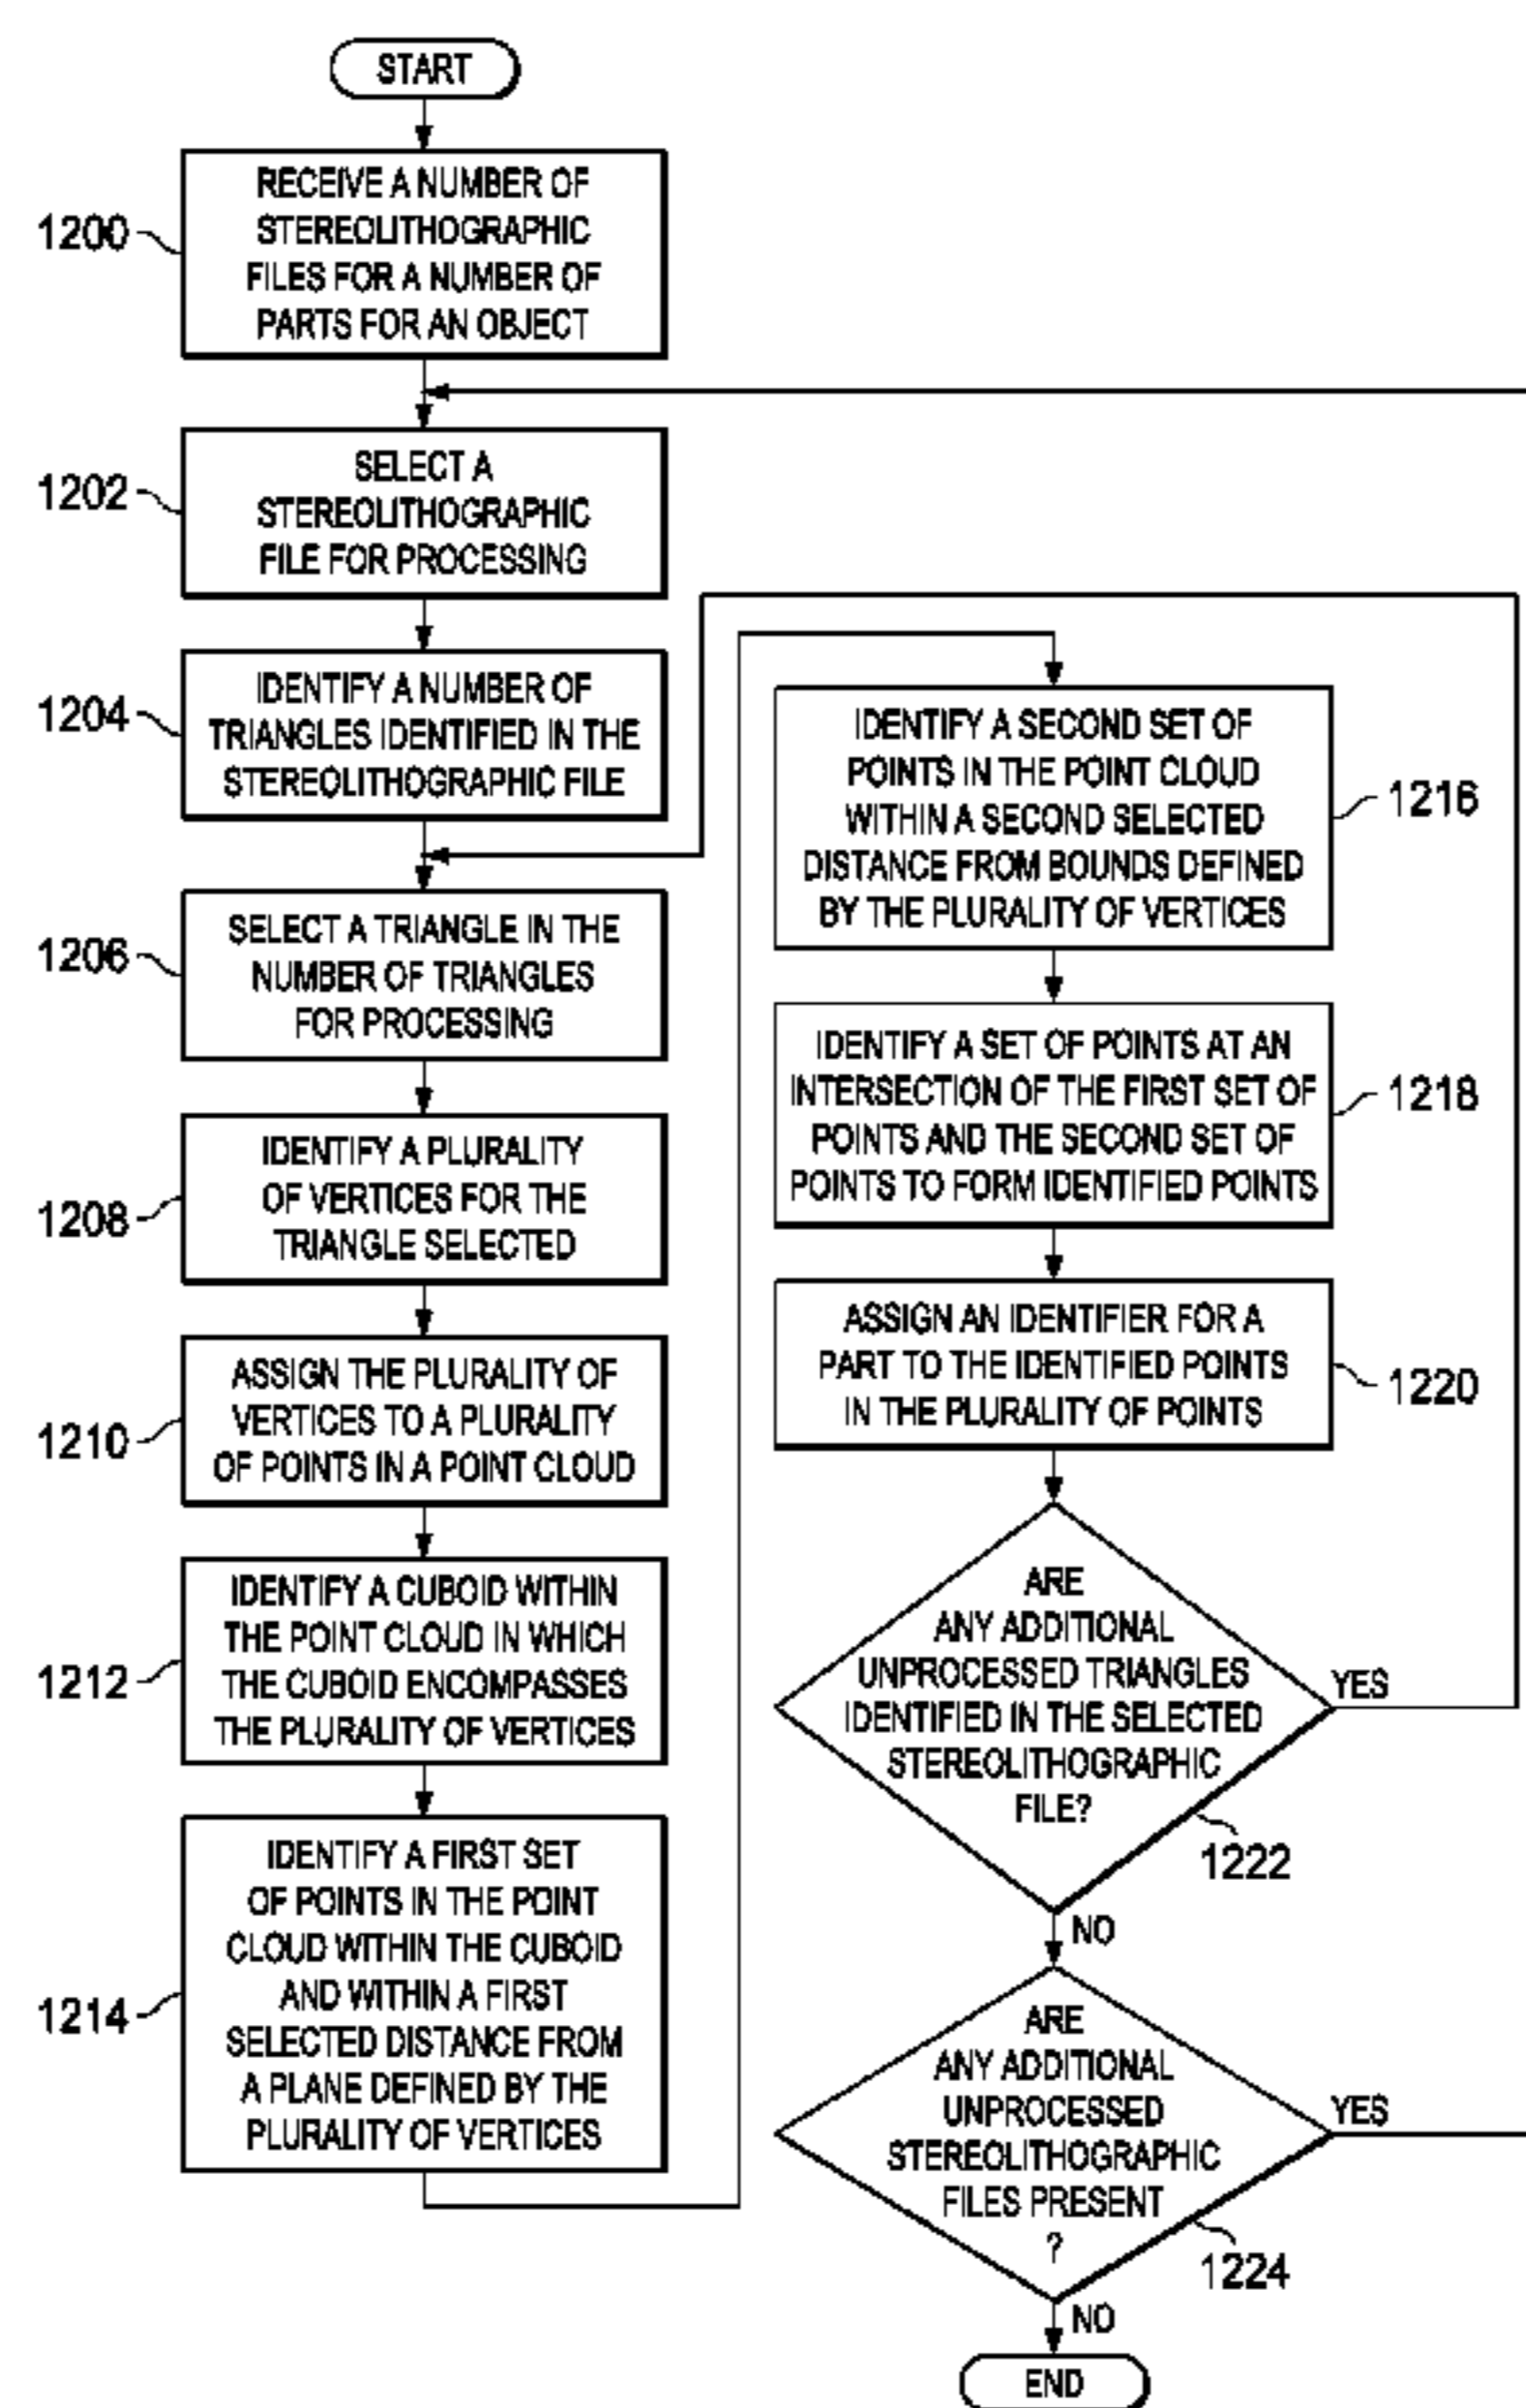 START
1200
RECEIVE A NUMBER OF
STEREOLITHOGRAPHIC
FILES FOR A NUMBER OF
PARTS FOR AN OBJECT
1202
SELECT A
STEREOLITHOGRAPHIC
FILE FOR PROCESSING
1204
IDENTIFY A NUMBER OF
TRIANGLES IDENTIFIED IN THE
STEREOLITHOGRAPHIC FILE
1206
SELECT A TRIANGLE IN THE
NUMBER OF TRIANGLES
FOR PROCESSING
1208
IDENTIFY A PLURALITY
OF VERTICES FOR THE
TRIANGLE SELECTED
1210
ASSIGN THE PLURALITY OF
VERTICES TO A PLURALITY
OF POINTS IN A POINT CLOUD
1212
IDENTIFY A CUBOID WITHIN
THE POINT CLOUD IN WHICH
THE CUBOID ENCOMPASSES
THE PLURALITY OF VERTICES
1214
IDENTIFY A FIRST SET
OF POINTS IN THE POINT
CLOUD WITHIN THE CUBOID
AND WITHIN A FIRST
SELECTED DISTANCE FROM
A PLANE DEFINED BY THE
PLURALITY OF VERTICES
IDENTIFY A SECOND SET OF
POINTS IN THE POINT CLOUD
WITHIN A SECOND SELECTED
DISTANCE FROM BOUNDS DEFINED
BY THE PLURALITY OF VERTICES
1216
IDENTIFY A SET OF POINTS AT AN
INTERSECTION OF THE FIRST SET OF
POINTS AND THE SECOND SET OF
POINTS TO FORM IDENTIFIED POINTS
1218
ASSIGN AN IDENTIFIER FOR A
PART TO THE IDENTIFIED POINTS
IN THE PLURALITY OF POINTS
1220
ARE
ANY ADDITIONAL
UNPROCESSED TRIANGLES
IDENTIFIED IN THE SELECTED
STEREOLITHOGRAPHIC
FILE?
YES
1222
NO
ARE
ANY ADDITIONAL
UNPROCESSED
STEREOLITHOGRAPHIC
FILES PRESENT
?
YES
1224
NO
END